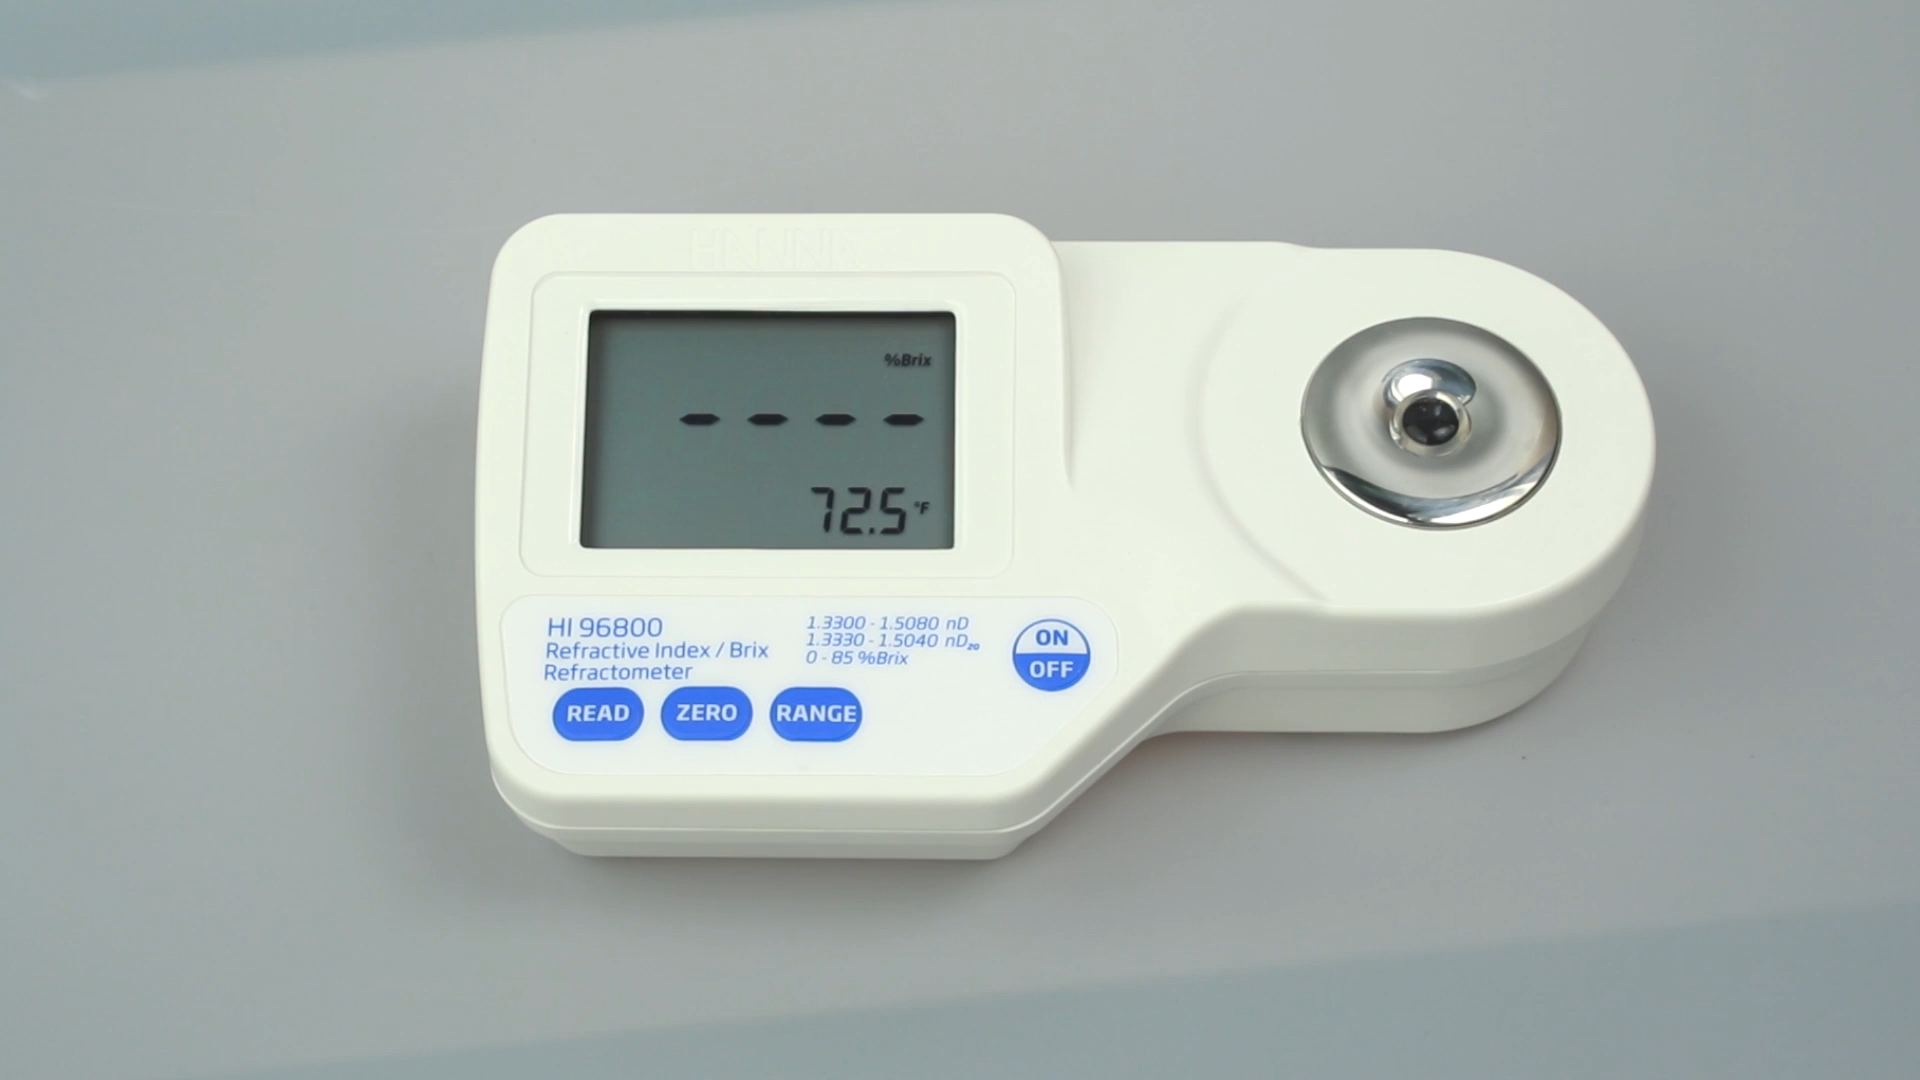 HANNA
%Brix
- - - -
72.5 °F
HI 96800
Refractive Index / Brix
Refractometer
1.3300 - 1.5080 nD
1.3330 - 1.5040 nD₂₀
0 - 85 %Brix
ON
OFF
READ
ZERO
RANGE